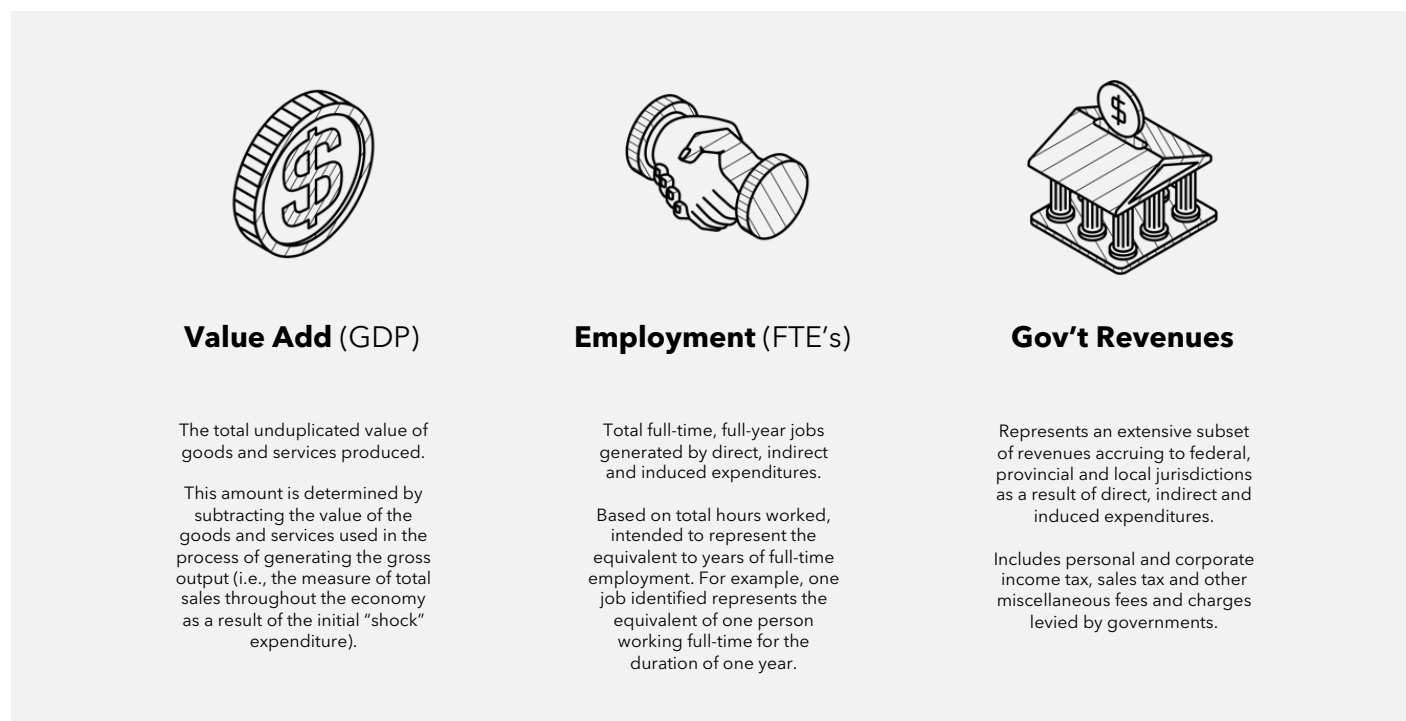 Value Add (GDP)
The total unduplicated value of
goods and services produced.
This amount is determined by
subtracting the value of the
goods and services used in the
process of generating the gross
output (i.e., the measure of total
sales throughout the economy
as a result of the initial “shock”
expenditure).
Employment (FTE’s)
Total full-time, full-year jobs
generated by direct, indirect
and induced expenditures.
Based on total hours worked,
intended to represent the
equivalent to years of full-time
employment. For example, one
job identified represents the
equivalent of one person
working full-time for the
duration of one year.
Gov’t Revenues
Represents an extensive subset
of revenues accruing to federal,
provincial and local jurisdictions
as a result of direct, indirect and
induced expenditures.
Includes personal and corporate
income tax, sales tax and other
miscellaneous fees and charges
levied by governments.